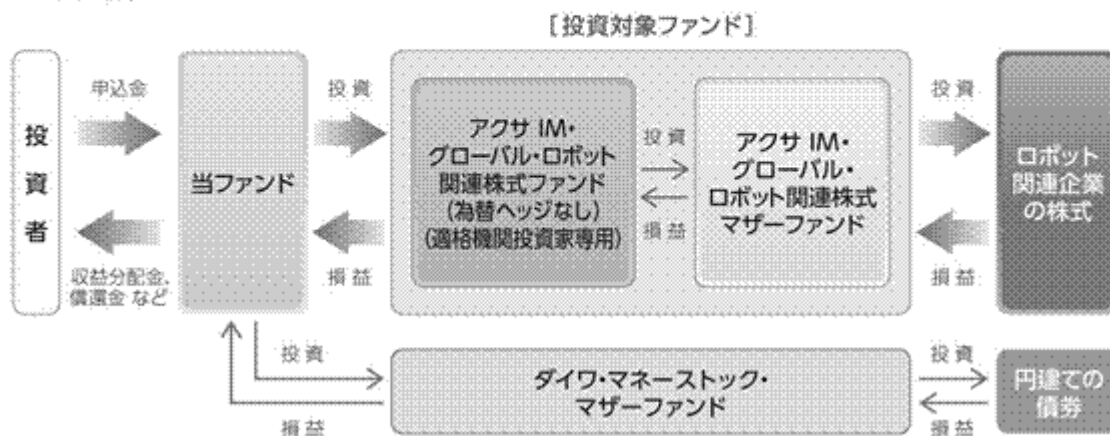 [投資対象ファンド]
投資者
申込金
収益分配金、
償還金 など
当ファンド
投資
損益
アクサ IM・
グローバル・ロボット
関連株式ファンド
(為替ヘッジなし)
(適格機関投資家専用)
投資
損益
アクサ IM・
グローバル・
ロボット関連株式
マザーファンド
投資
損益
ロボット
関連企業
の株式
投資
損益
ダイワ・マネーストック・
マザーファンド
投資
損益
円建ての
債券